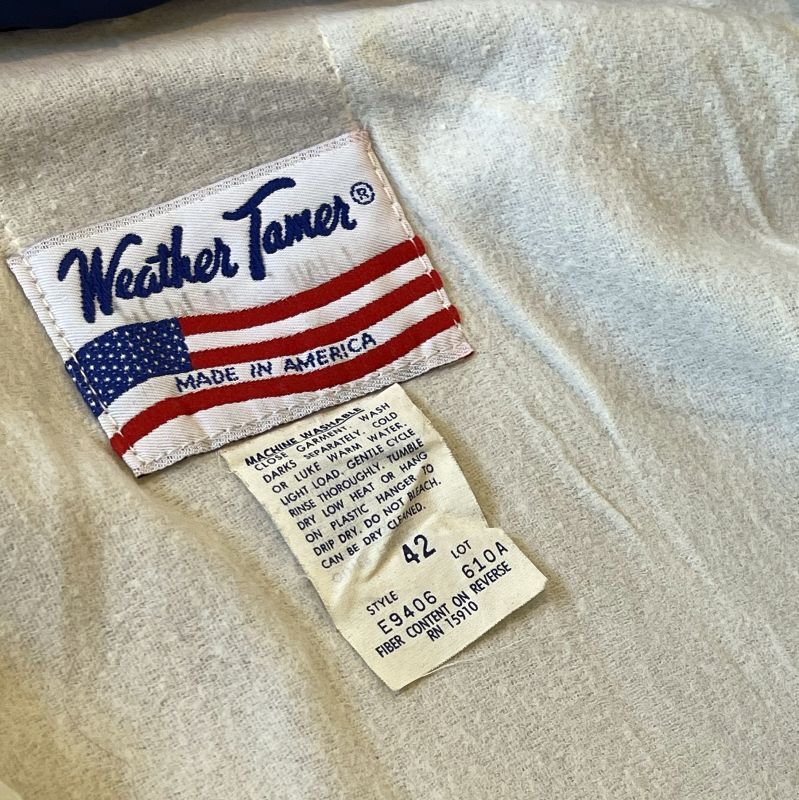 Weather Tamer®
MADE IN AMERICA
MACHINE WASHABLE
CLOSE GARMENT. WASH
DARKS SEPARATELY. COLD
OR LUKE WARM WATER.
LIGHT LOAD. GENTLE CYCLE
RINSE THOROUGHLY. TUMBLE
DRY LOW HEAT OR HANG
ON PLASTIC HANGER TO
DRIP DRY. DO NOT BLEACH.
CAN BE DRY CLEANED.
42
STYLE LOT
E9406 610A
FIBER CONTENT ON REVERSE
RN 15910